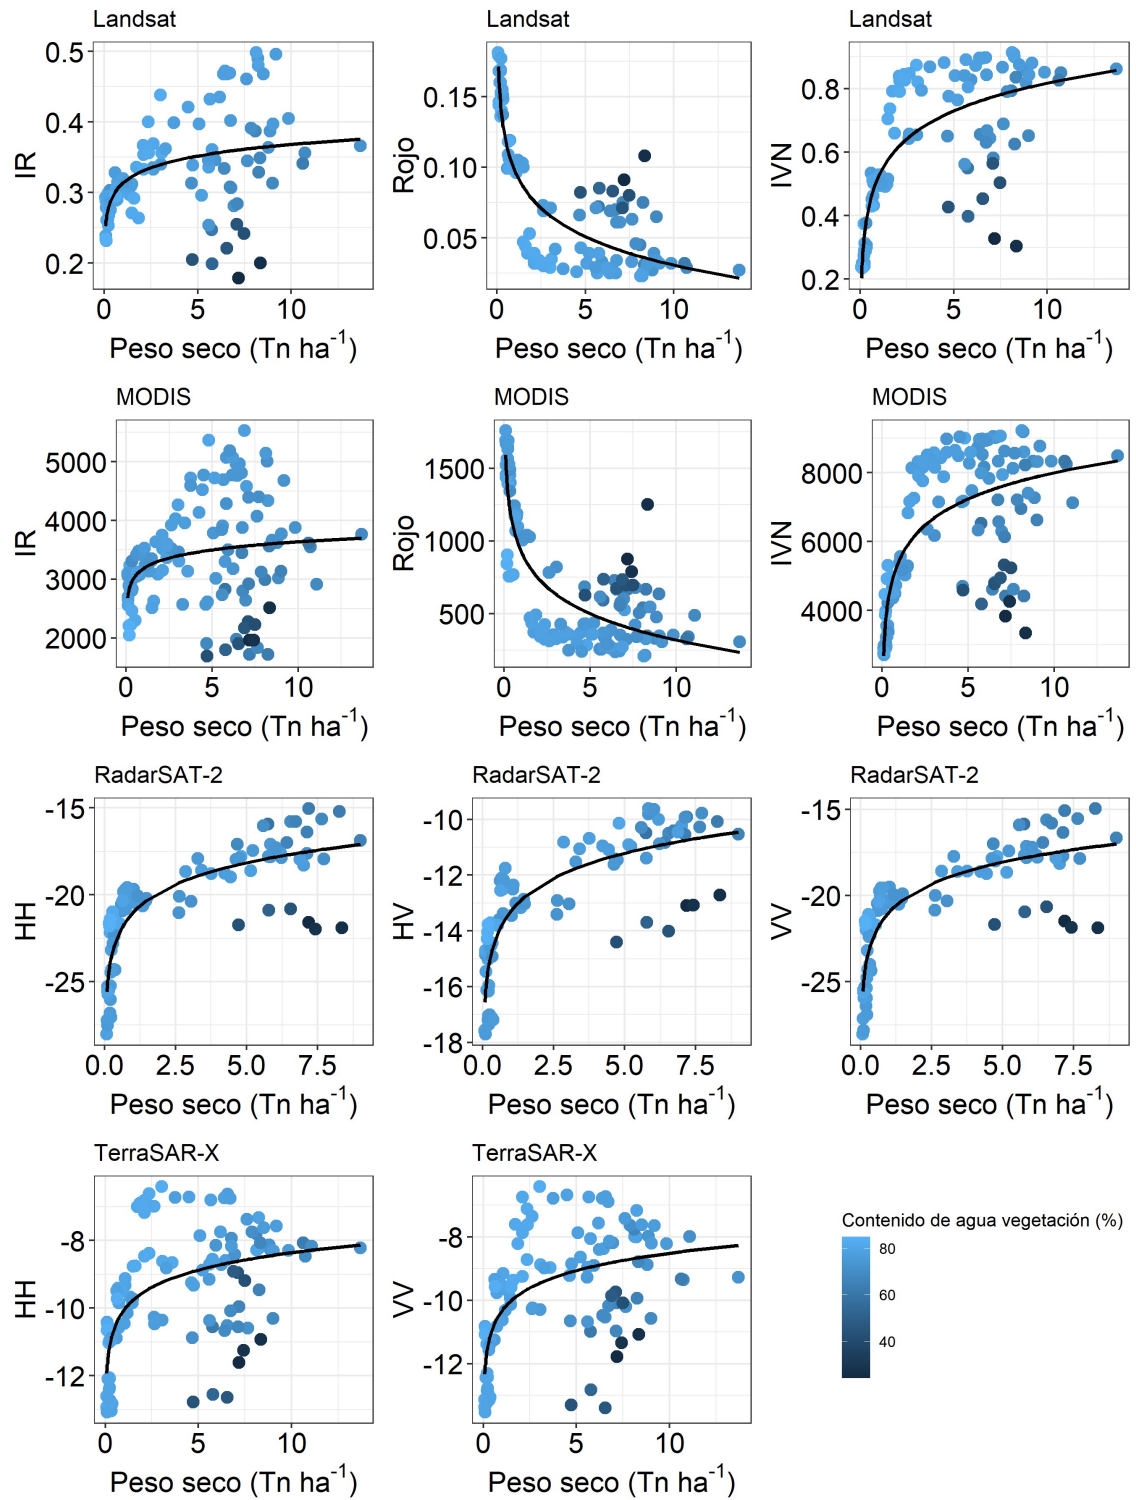 Landsat
IR
0.5
0.4
0.3
0.2
0 5 10
Peso seco (Tn ha⁻¹)
Landsat
Rojo
0.15
0.10
0.05
0 5 10
Peso seco (Tn ha⁻¹)
Landsat
IVN
0.8
0.6
0.4
0.2
0 5 10
Peso seco (Tn ha⁻¹)
MODIS
IR
5000
4000
3000
2000
0 5 10
Peso seco (Tn ha⁻¹)
MODIS
Rojo
1500
1000
500
0 5 10
Peso seco (Tn ha⁻¹)
MODIS
IVN
8000
6000
4000
0 5 10
Peso seco (Tn ha⁻¹)
RadarSAT-2
HH
-15
-20
-25
0.0 2.5 5.0 7.5
Peso seco (Tn ha⁻¹)
RadarSAT-2
HV
-10
-12
-14
-16
-18
0.0 2.5 5.0 7.5
Peso seco (Tn ha⁻¹)
RadarSAT-2
VV
-15
-20
-25
0.0 2.5 5.0 7.5
Peso seco (Tn ha⁻¹)
TerraSAR-X
HH
-8
-10
-12
0 5 10
Peso seco (Tn ha⁻¹)
TerraSAR-X
VV
-8
-10
-12
0 5 10
Peso seco (Tn ha⁻¹)
Contenido de agua vegetación (%)
80
60
40